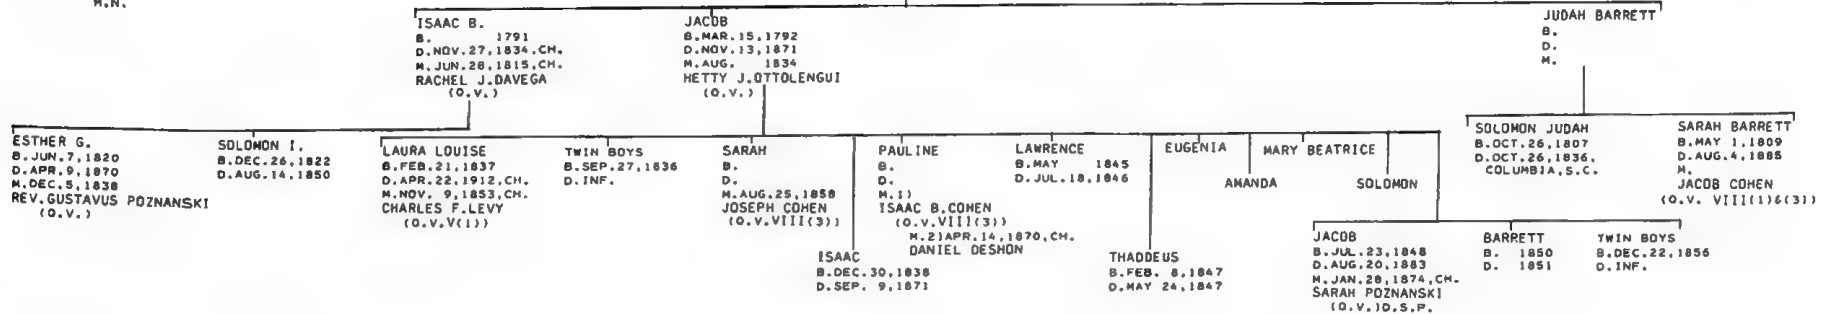 M.N.
ISAAC B.
B. 1791
D.NOV.27,1834,CH.
M.JUN.28,1815,CH.
RACHEL J.DAVEGA
(Q.V.)
JACOB
B.MAR.15,1792
D.NOV.13,1871
M.AUG. 1834
HETTY J.OTTOLENGUI
(Q.V.)
JUDAH BARRETT
B.
D.
M.
ESTHER G.
B.JUN.7,1820
D.APR.9,1870
M.DEC.5,1838
REV.GUSTAVUS POZNANSKI
(Q.V.)
SOLOMON I.
B.DEC.26,1822
D.AUG.14,1850
LAURA LOUISE
B.FEB.21,1837
D.APR.22,1912,CH.
M.NOV. 9,1853,CH.
CHARLES F.LEVY
(Q.V.V(1))
TWIN BOYS
B.SEP.27,1836
D.INF.
SARAH
B.
D.
M.AUG.25,1858
JOSEPH COHEN
(Q.V.VIII(3))
ISAAC
B.DEC.30,1838
D.SEP. 9,1871
PAULINE
B.
D.
M.1)
ISAAC B.COHEN
(Q.V.VIII(3))
M.2)APR.14,1870,CH.
DANIEL DESHON
LAWRENCE
B.MAY 1845
D.JUL.18,1846
THADDEUS
B.FEB. 8,1847
D.MAY 24,1847
EUGENIA
AMANDA
MARY BEATRICE
SOLOMON
JACOB
B.JUL.23,1848
D.AUG.20,1883
M.JAN.28,1874,CH.
SARAH POZNANSKI
(Q.V.)D.S.P.
BARRETT
B. 1850
D. 1851
TWIN BOYS
B.DEC.22,1856
D.INF.
SOLOMON JUDAH
B.OCT.26,1807
D.OCT.26,1836.
COLUMBIA,S.C.
SARAH BARRETT
B.MAY 1,1809
D.AUG.4,1885
M.
JACOB COHEN
(Q.V. VIII(1)&(3))